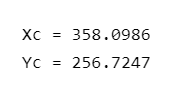 Xc = 358.0986
Yc = 256.7247